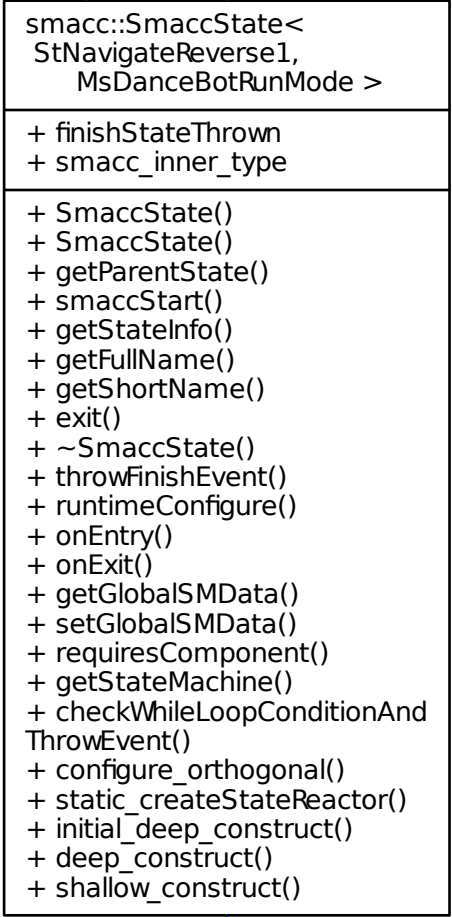 smacc::SmaccState<
StNavigateReverse1,
MsDanceBotRunMode >
+ finishStateThrown
+ smacc_inner_type
+ SmaccState()
+ SmaccState()
+ getParentState()
+ smaccStart()
+ getStateInfo()
+ getFullName()
+ getShortName()
+ exit()
+ ~SmaccState()
+ throwFinishEvent()
+ runtimeConfigure()
+ onEntry()
+ onExit()
+ getGlobalSMData()
+ setGlobalSMData()
+ requiresComponent()
+ getStateMachine()
+ checkWhileLoopConditionAnd
ThrowEvent()
+ configure_orthogonal()
+ static_createStateReactor()
+ initial_deep_construct()
+ deep_construct()
+ shallow_construct()